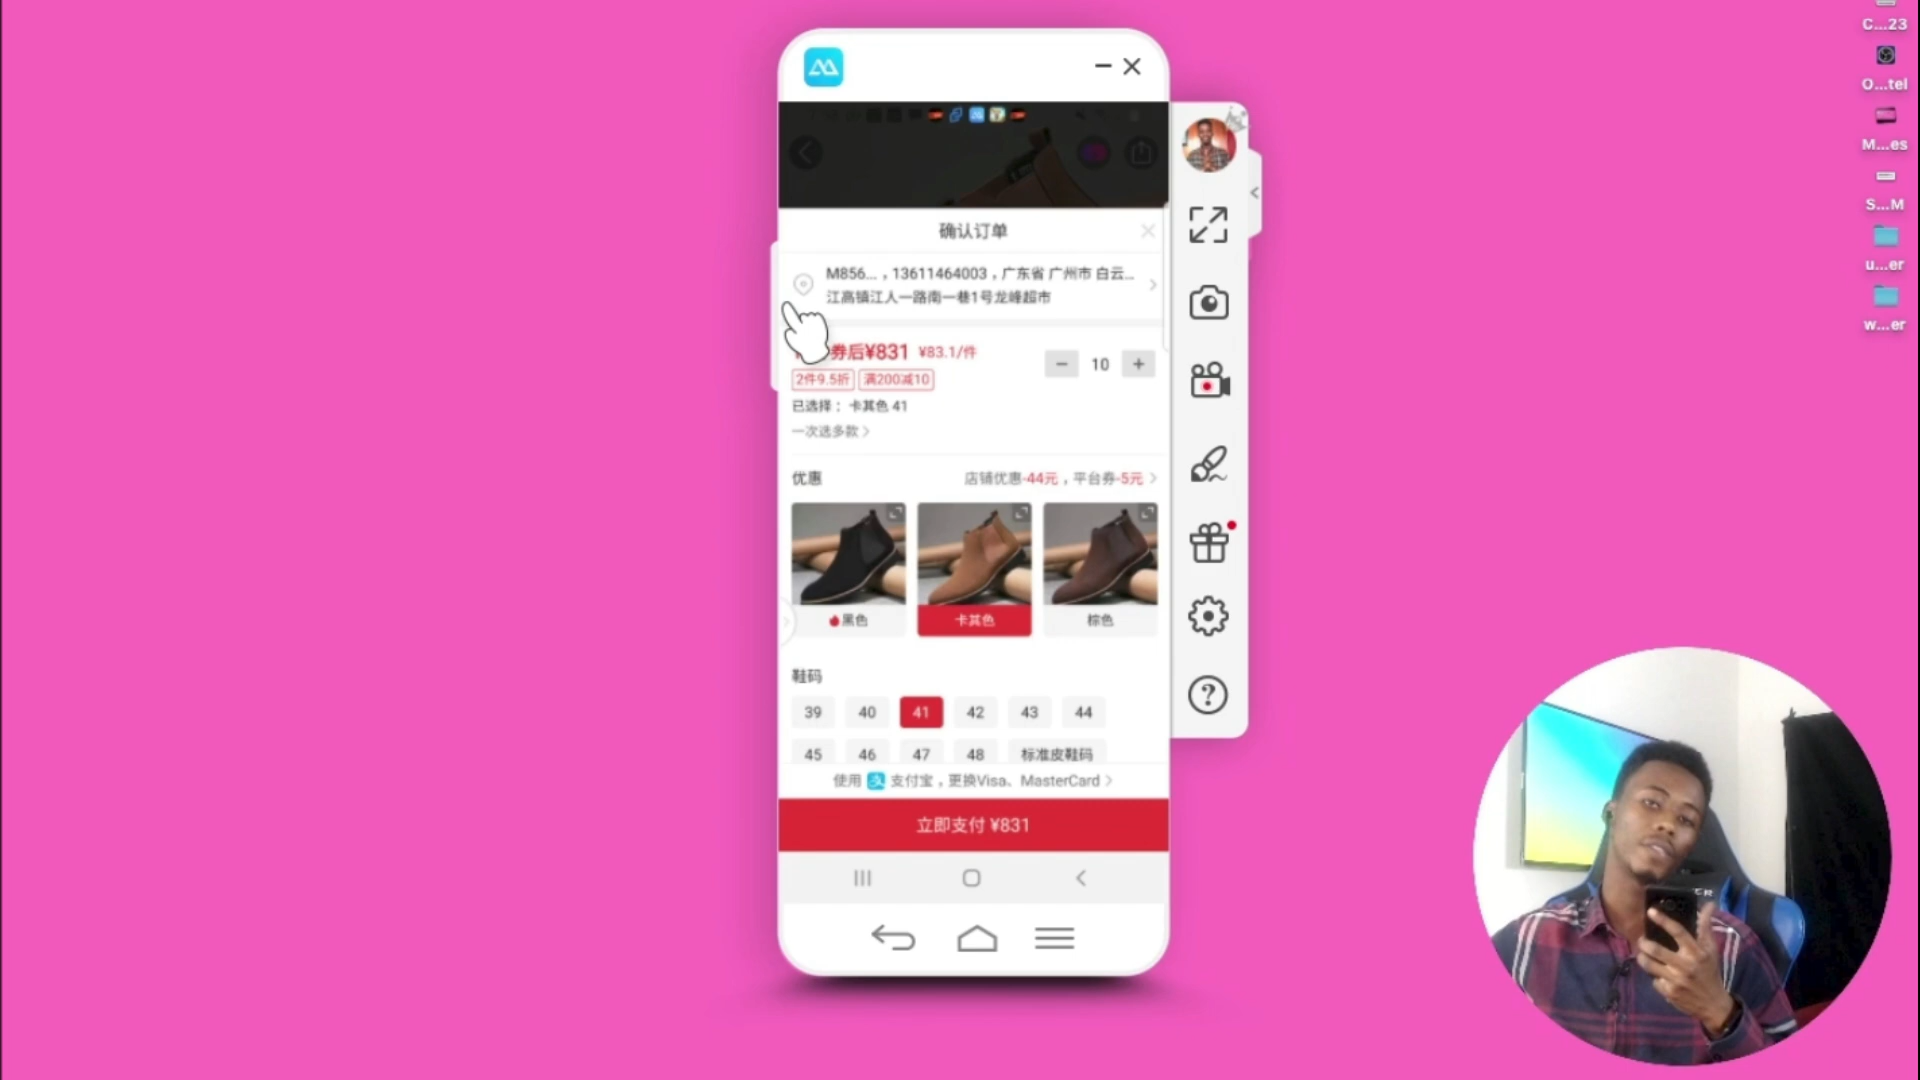 C...23
O...tel
M...es
S...M
u...er
w...er
确认订单
M856... ，13611464003，广东省 广州市 白云...
江高镇江人一路南一巷1号龙峰超市
券后¥831 ¥83.1/件
2件9.5折 满200减10
- 10 +
已选择： 卡其色 41
一次选多款 >
优惠 店铺优惠-44元，平台券-5元 >
黑色 卡其色 棕色
鞋码
39 40 41 42 43 44
45 46 47 48 标准皮鞋码
使用 支 支付宝，更换Visa、MasterCard >
立即支付 ¥831